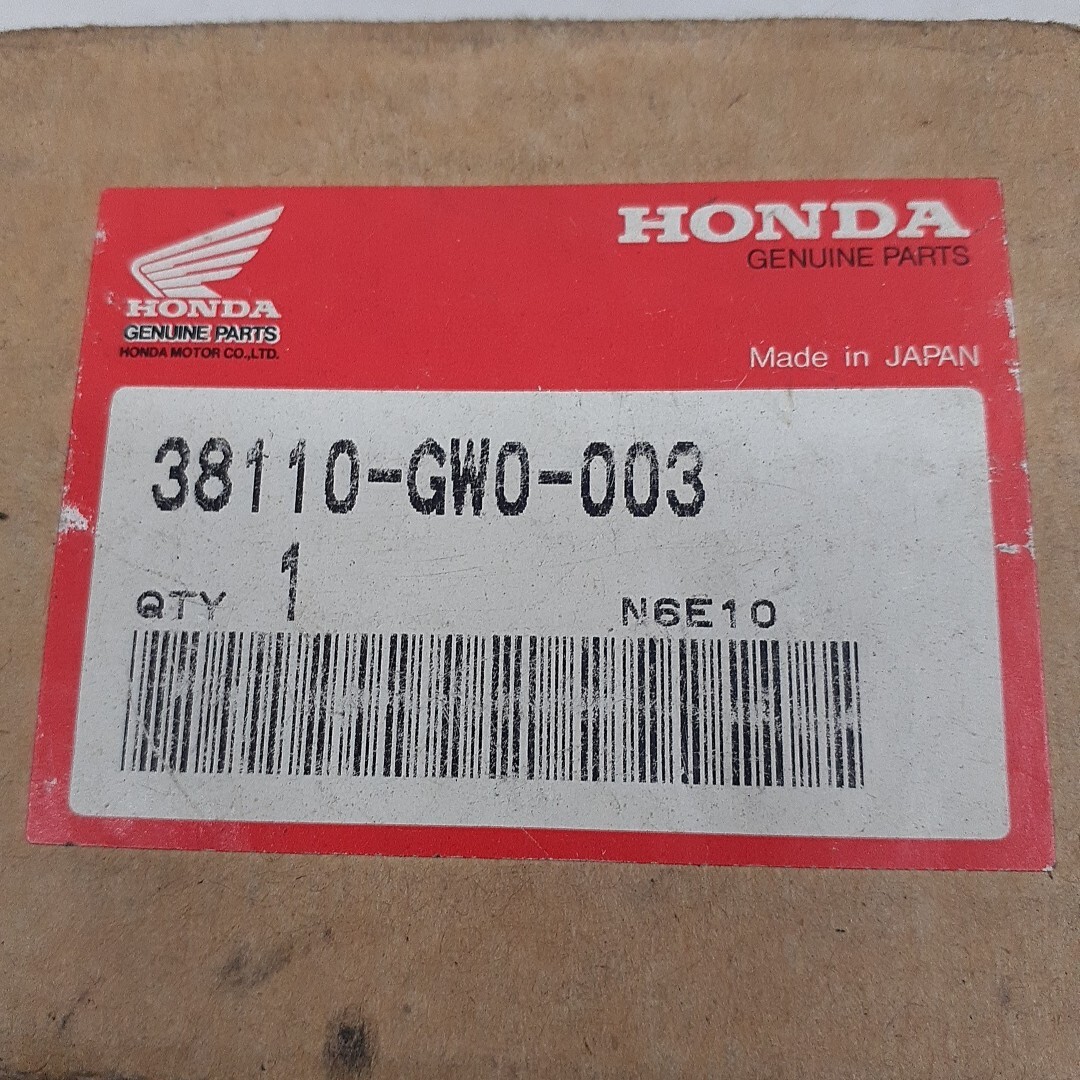 HONDA
GENUINE PARTS
HONDA MOTOR CO.,LTD.
HONDA
GENUINE PARTS
Made in JAPAN
38110-GW0-003
QTY 1 N6E10